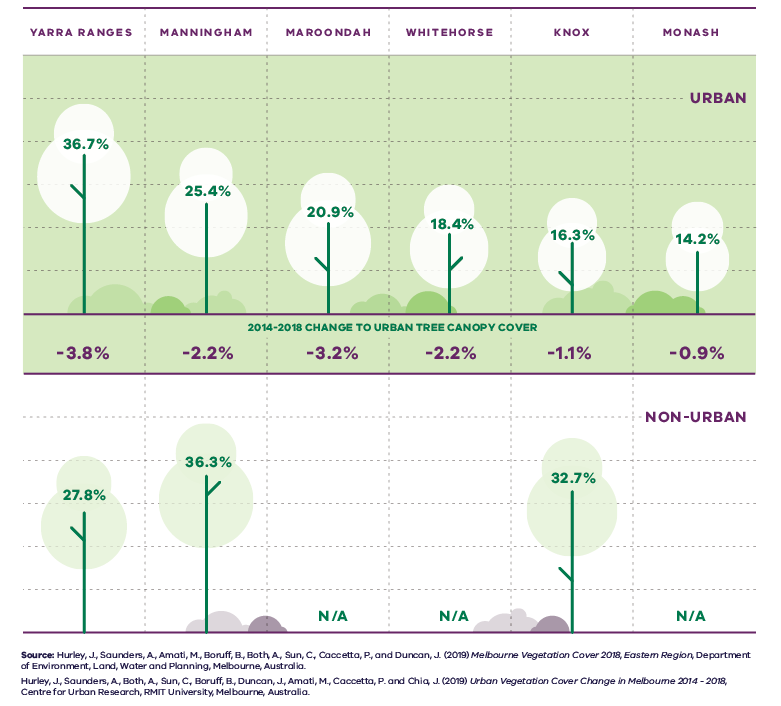 YARRA RANGES MANNINGHAM MAROONDAH WHITEHORSE KNOX MONASH
URBAN
36.7% 25.4% 20.9% 18.4% 16.3% 14.2%
2014-2018 CHANGE TO URBAN TREE CANOPY COVER
-3.8% -2.2% -3.2% -2.2% -1.1% -0.9%
NON-URBAN
27.8% 36.3% 32.7%
N/A N/A N/A
Source: Hurley, J., Saunders, A., Amati, M., Boruff, B., Both, A., Sun, C., Caccetta, P., and Duncan, J. (2019) Melbourne Vegetation Cover 2018, Eastern Region, Department
of Environment, Land, Water and Planning, Melbourne, Australia.
Hurley, J., Saunders, A., Both, A., Sun, C., Boruff, B., Duncan, J., Amati, M., Caccetta, P. and Chia, J. (2019) Urban Vegetation Cover Change in Melbourne 2014 - 2018,
Centre for Urban Research, RMIT University, Melbourne, Australia.